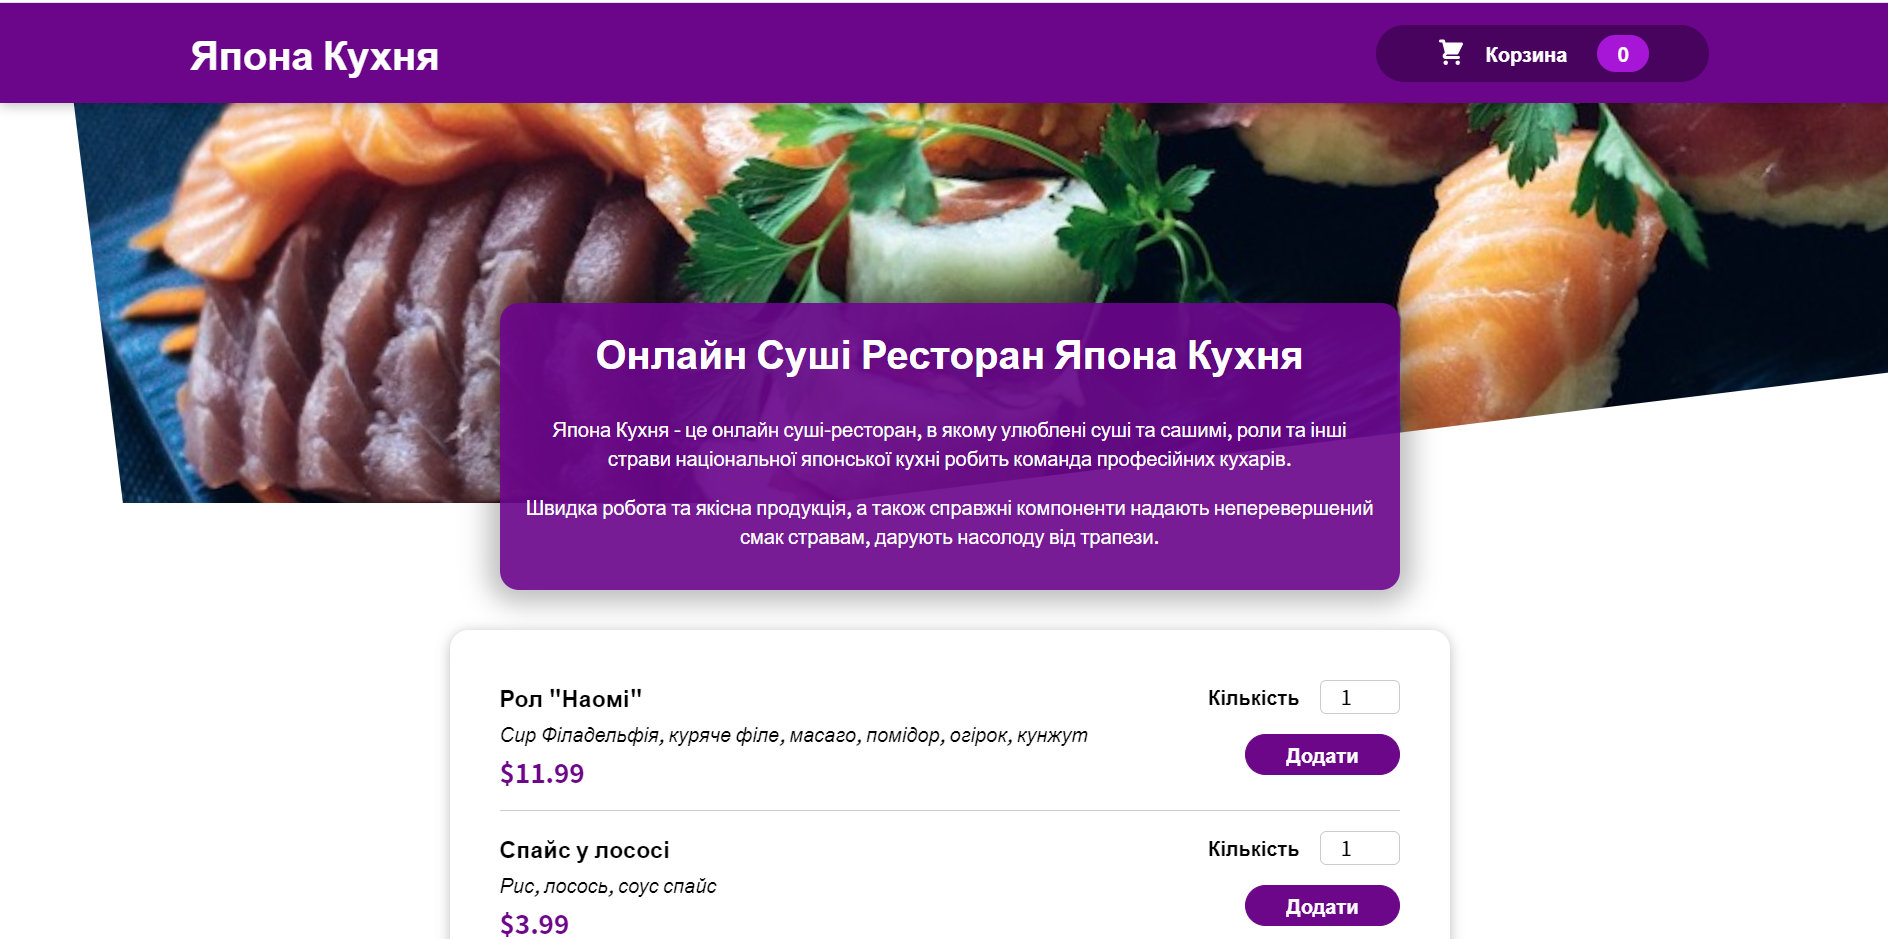 Япона Кухня
Корзина 0
Онлайн Суші Ресторан Япона Кухня
Япона Кухня - це онлайн суші-ресторан, в якому улюблені суші та сашимі, роли та інші
страви національної японської кухні робить команда професійних кухарів.
Швидка робота та якісна продукція, а також справжні компоненти надають неперевершений
смак стравам, дарують насолоду від трапези.
Рол "Наомі"
Кількість 1
Сир Філадельфія, куряче філе, масаго, помідор, огірок, кунжут
$11.99
Додати
Спайс у лососі
Кількість 1
Рис, лосось, соус спайс
$3.99
Додати